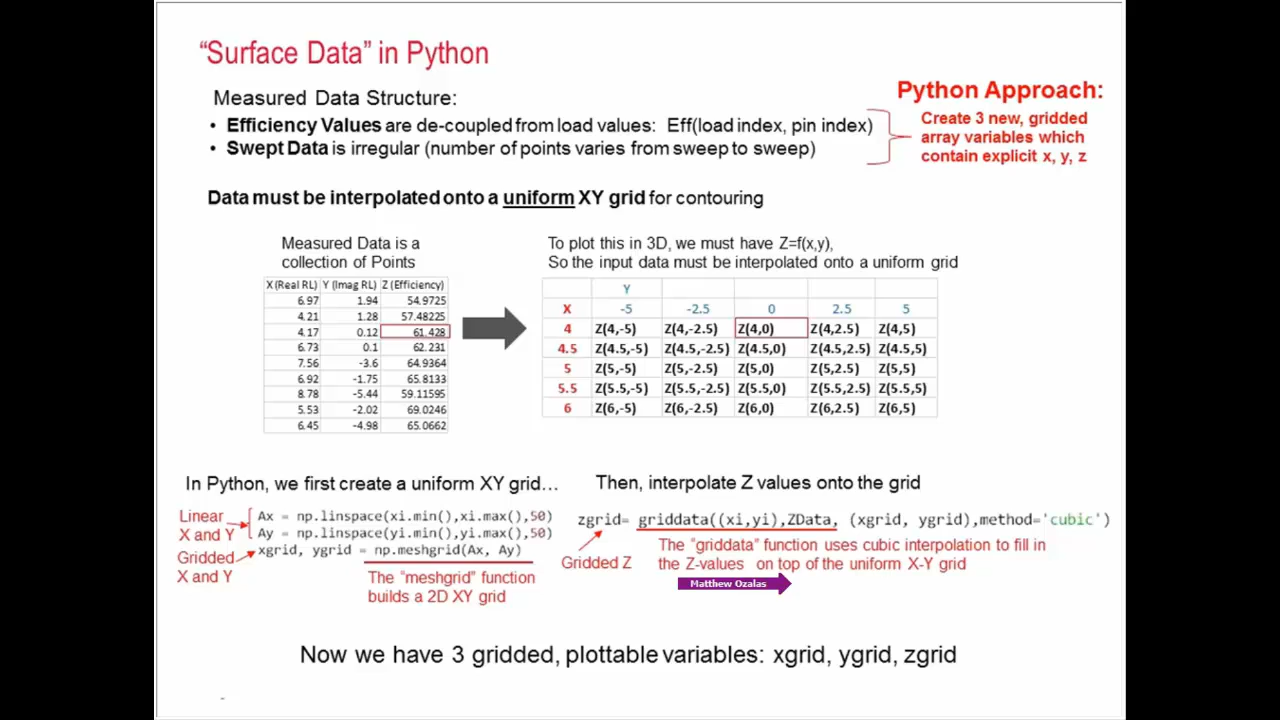 “Surface Data” in Python
Measured Data Structure:
• Efficiency Values are de-coupled from load values: Eff(load index, pin index)
• Swept Data is irregular (number of points varies from sweep to sweep)
Python Approach:
Create 3 new, gridded
array variables which
contain explicit x, y, z
Data must be interpolated onto a uniform XY grid for contouring
Measured Data is a
collection of Points
X (Real RL) Y (Imag RL) Z (Efficiency)
6.97 1.94 54.9725
4.21 1.28 57.48225
4.17 0.12 61.428
6.73 0.1 62.231
7.56 -3.6 64.9364
6.92 -1.75 65.8133
8.78 -5.44 59.11595
5.53 -2.02 69.0246
6.45 -4.98 65.0662
To plot this in 3D, we must have Z=f(x,y),
So the input data must be interpolated onto a uniform grid
Y
X -5 -2.5 0 2.5 5
4 Z(4,-5) Z(4,-2.5) Z(4,0) Z(4,2.5) Z(4,5)
4.5 Z(4.5,-5) Z(4.5,-2.5) Z(4.5,0) Z(4.5,2.5) Z(4.5,5)
5 Z(5,-5) Z(5,-2.5) Z(5,0) Z(5,2.5) Z(5,5)
5.5 Z(5.5,-5) Z(5.5,-2.5) Z(5.5,0) Z(5.5,2.5) Z(5.5,5)
6 Z(6,-5) Z(6,-2.5) Z(6,0) Z(6,2.5) Z(6,5)
In Python, we first create a uniform XY grid…
Linear
X and Y
Ax = np.linspace(xi.min(),xi.max(),50)
Ay = np.linspace(yi.min(),yi.max(),50)
Gridded
X and Y
xgrid, ygrid = np.meshgrid(Ax, Ay)
The “meshgrid” function
builds a 2D XY grid
Then, interpolate Z values onto the grid
zgrid= griddata((xi,yi),ZData, (xgrid, ygrid),method='cubic')
Gridded Z
The “griddata” function uses cubic interpolation to fill in
the Z-values on top of the uniform X-Y grid
Matthew Ozalas
Now we have 3 gridded, plottable variables: xgrid, ygrid, zgrid